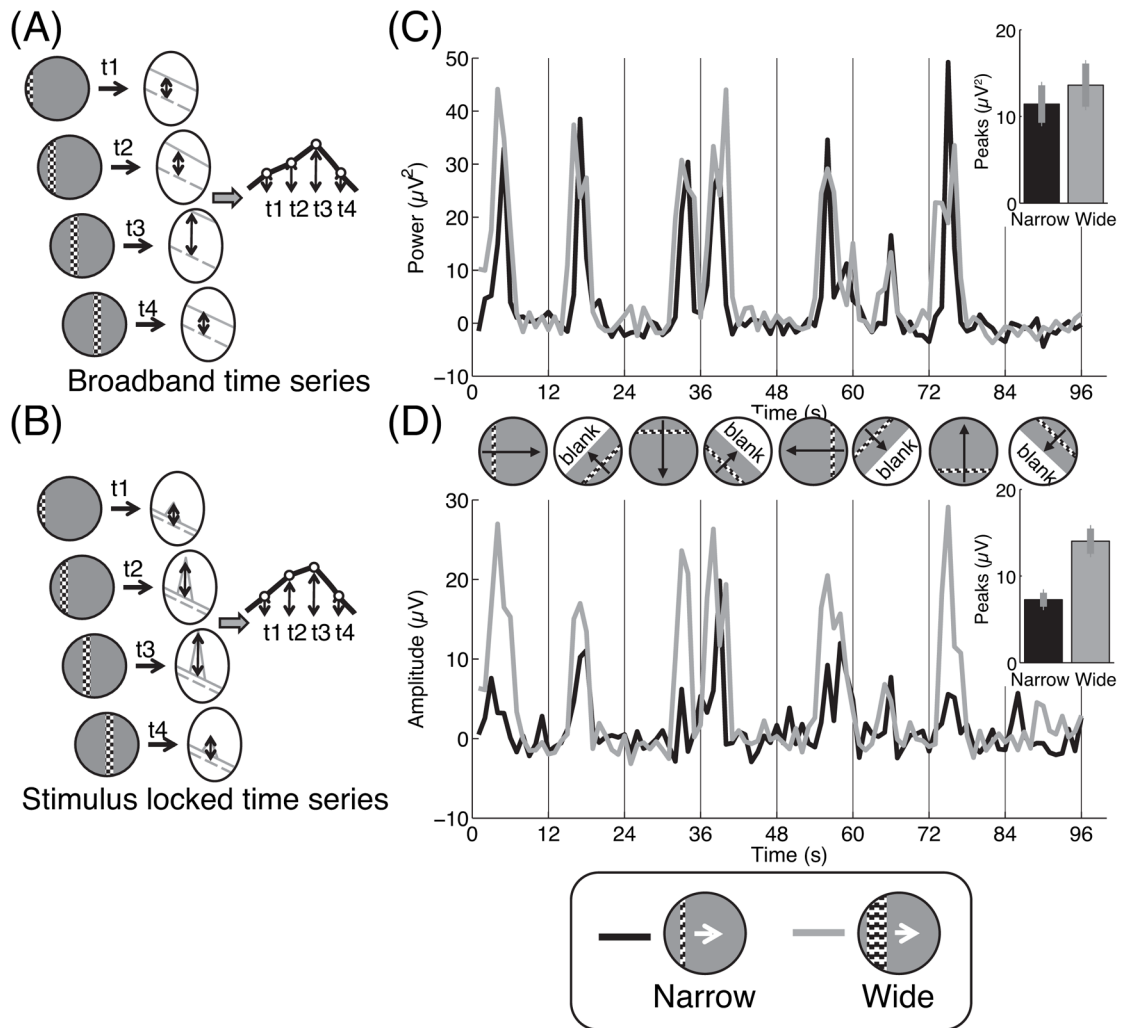 (A)
t1
t2
t3
t4
t1 t2 t3 t4
Broadband time series
(B)
t1
t2
t3
t4
t1 t2 t3 t4
Stimulus locked time series
(C)
Power (µV²)
50
40
30
20
10
0
−10
0 12 24 36 48 60 72 84 96
Time (s)
Peaks (µV²)
20
10
0
Narrow Wide
(D)
blank
blank
blank
blank
Amplitude (µV)
30
20
10
0
−10
0 12 24 36 48 60 72 84 96
Time (s)
Peaks (µV)
20
10
0
Narrow Wide
Narrow
Wide